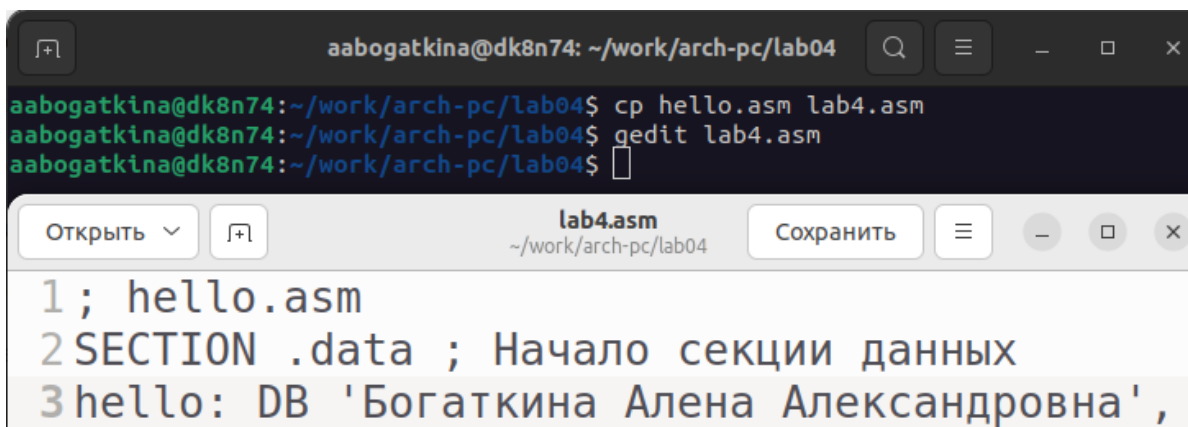 aabogatkina@dk8n74: ~/work/arch-pc/lab04
aabogatkina@dk8n74:~/work/arch-pc/lab04$ cp hello.asm lab4.asm
aabogatkina@dk8n74:~/work/arch-pc/lab04$ gedit lab4.asm
aabogatkina@dk8n74:~/work/arch-pc/lab04$
Открыть lab4.asm Сохранить
~/work/arch-pc/lab04
1 ; hello.asm
2 SECTION .data ; Начало секции данных
3 hello: DB 'Богаткина Алена Александровна',